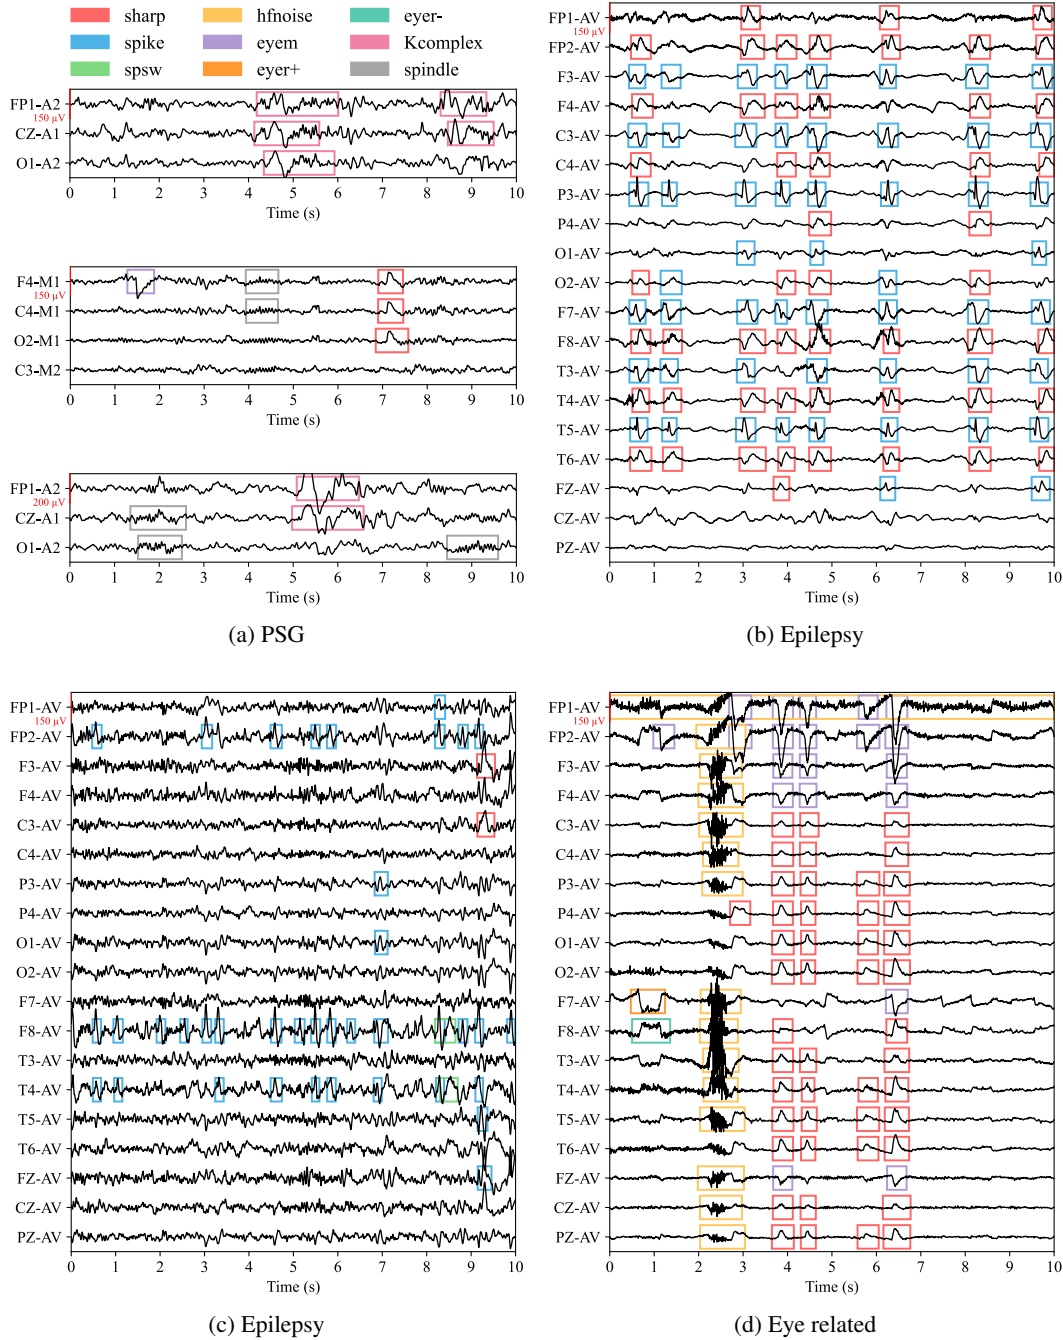 sharp
hfnoise
eyer-
spike
eyem
Kcomplex
spsw
eyer+
spindle
FP1-A2
150 µV
CZ-A1
O1-A2
0 1 2 3 4 5 6 7 8 9 10
Time (s)
F4-M1
150 µV
C4-M1
O2-M1
C3-M2
0 1 2 3 4 5 6 7 8 9 10
Time (s)
FP1-A2
200 µV
CZ-A1
O1-A2
0 1 2 3 4 5 6 7 8 9 10
Time (s)
(a) PSG
FP1-AV
150 µV
FP2-AV
F3-AV
F4-AV
C3-AV
C4-AV
P3-AV
P4-AV
O1-AV
O2-AV
F7-AV
F8-AV
T3-AV
T4-AV
T5-AV
T6-AV
FZ-AV
CZ-AV
PZ-AV
0 1 2 3 4 5 6 7 8 9 10
Time (s)
(b) Epilepsy
FP1-AV
150 µV
FP2-AV
F3-AV
F4-AV
C3-AV
C4-AV
P3-AV
P4-AV
O1-AV
O2-AV
F7-AV
F8-AV
T3-AV
T4-AV
T5-AV
T6-AV
FZ-AV
CZ-AV
PZ-AV
0 1 2 3 4 5 6 7 8 9 10
Time (s)
(c) Epilepsy
FP1-AV
150 µV
FP2-AV
F3-AV
F4-AV
C3-AV
C4-AV
P3-AV
P4-AV
O1-AV
O2-AV
F7-AV
F8-AV
T3-AV
T4-AV
T5-AV
T6-AV
FZ-AV
CZ-AV
PZ-AV
0 1 2 3 4 5 6 7 8 9 10
Time (s)
(d) Eye related